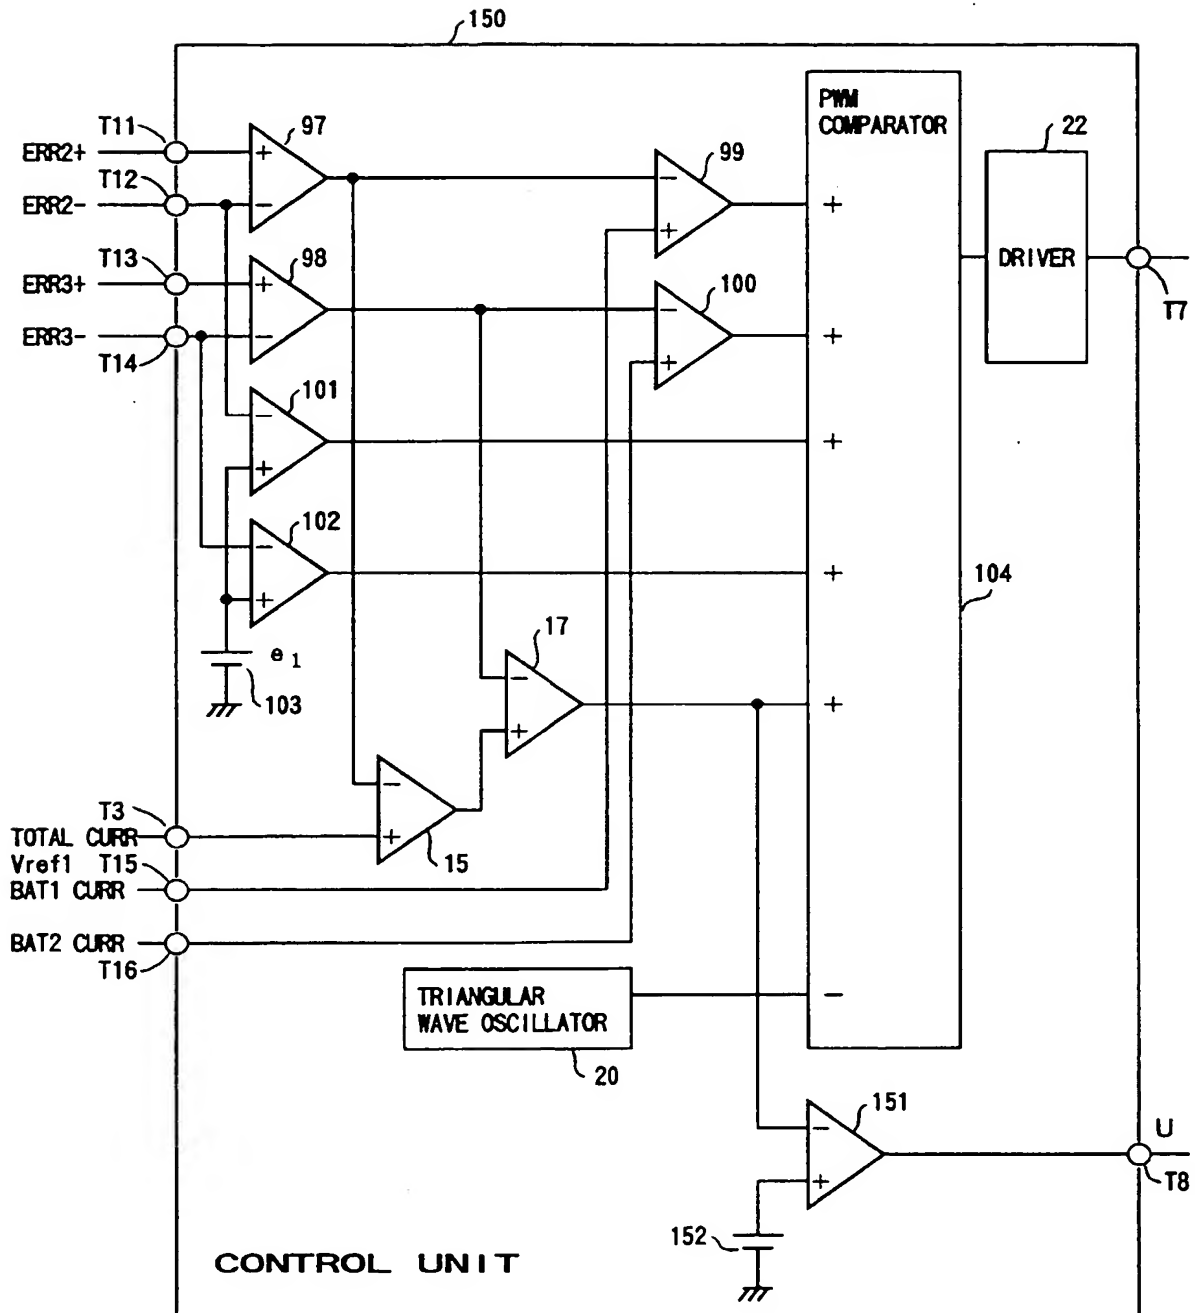 150
PWM
COMPARATOR
T11
97
22
ERR2+
+
99
T12
ERR2-
-
-
+
T13
98
+
DRIVER
ERR3+
+
100
T7
ERR3-
-
-
+
T14
+
101
-
+
+
102
-
+
104
+
17
e1
103
-
+
+
T3
-
TOTAL CURR
+
15
Vref1 T15
BAT1 CURR
BAT2 CURR
T16
TRIANGULAR
WAVE OSCILLATOR
-
20
151
-
U
+
T8
152
CONTROL UNIT